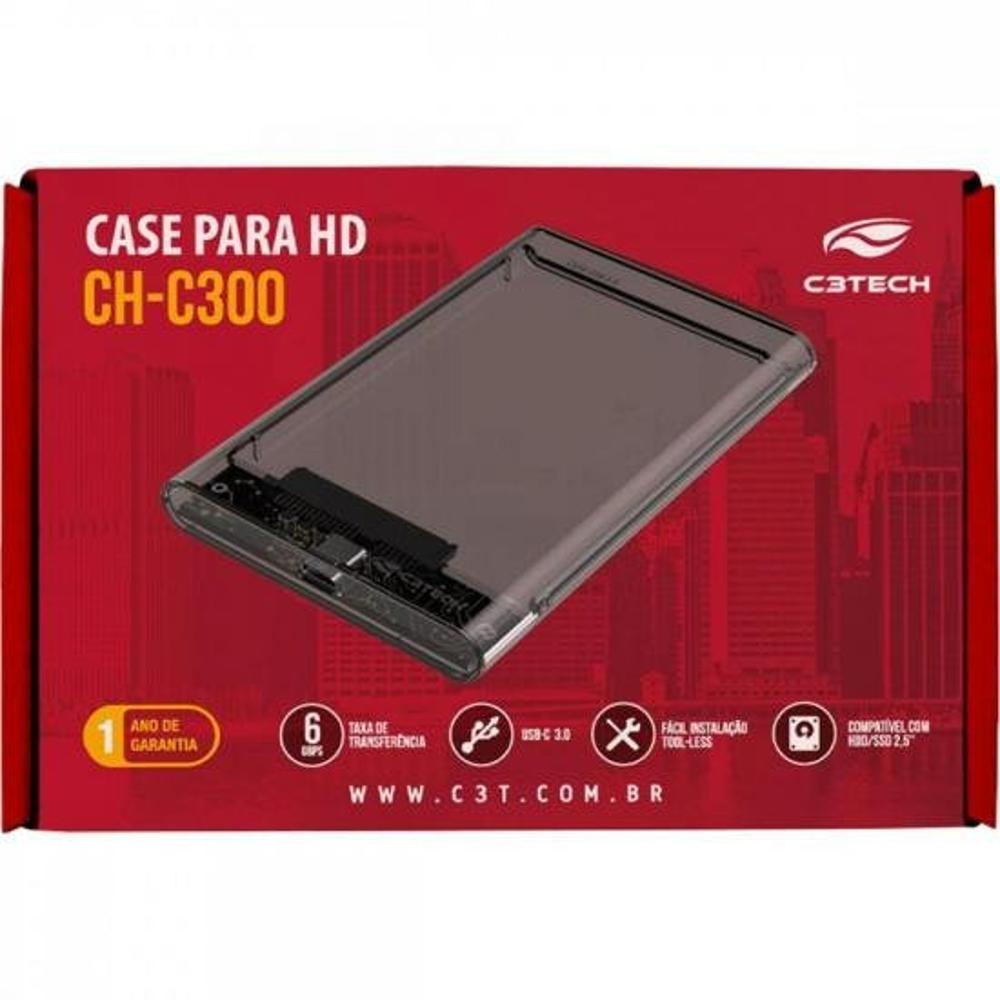 CASE PARA HD
CH-C300
C3TECH
1 ANO DE
GARANTIA
6
GBPS
TAXA DE
TRANSFERÊNCIA
USB-C 3.0
FÁCIL INSTALAÇÃO
TOOL-LESS
COMPATÍVEL COM
HDD/SSD 2,5"
WWW.C3T.COM.BR